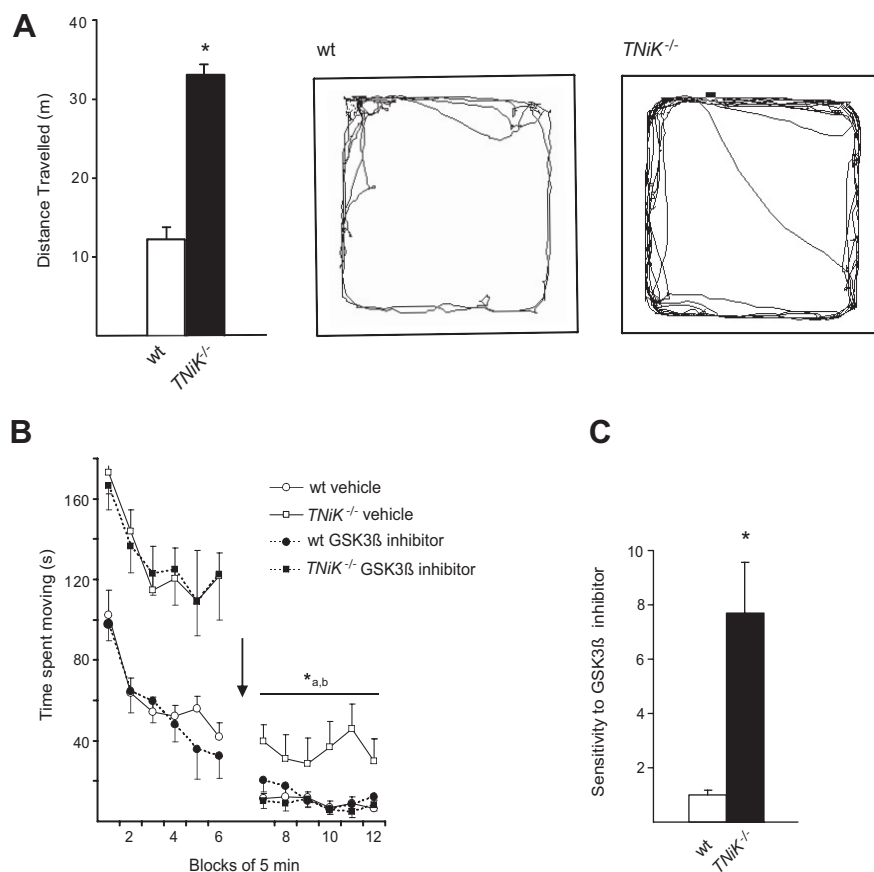 A
Distance Travelled (m)
40
30
20
10
*
wt
TNiK-/-
wt
TNiK-/-
B
Time spent moving (s)
160
120
80
40
wt vehicle
TNiK -/- vehicle
wt GSK3ß inhibitor
TNiK -/- GSK3ß inhibitor
*a,b
2 4 6 8 10 12
Blocks of 5 min
C
Sensitivity to GSK3ß inhibitor
10
8
6
4
2
*
wt
TNiK-/-